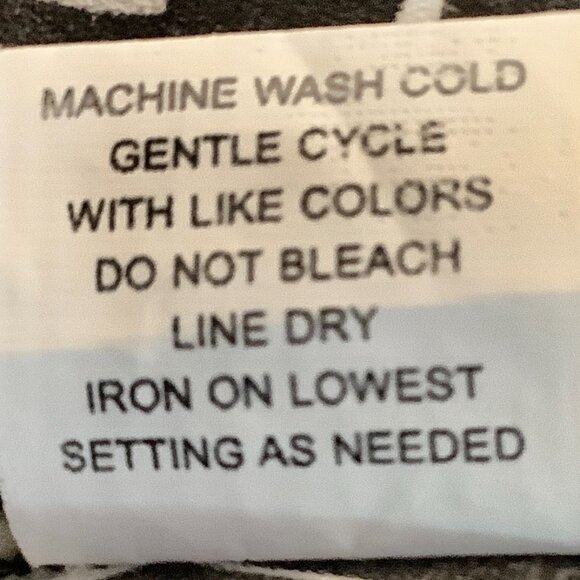 MACHINE WASH COLD
GENTLE CYCLE
WITH LIKE COLORS
DO NOT BLEACH
LINE DRY
IRON ON LOWEST
SETTING AS NEEDED